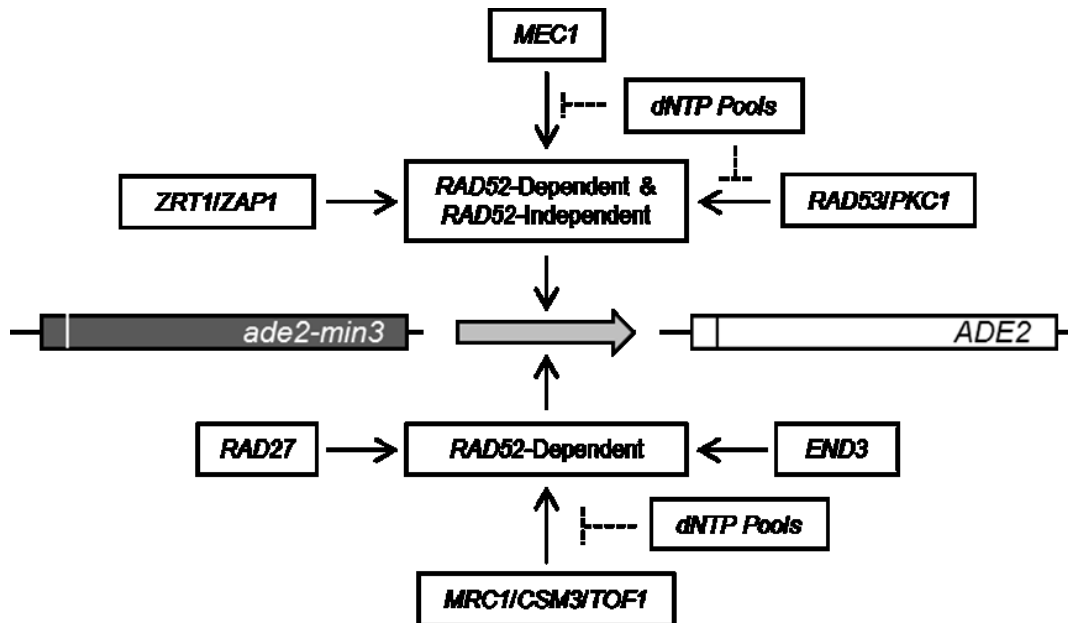 MEC1
dNTP Pools
ZRT1/ZAP1
RAD52-Dependent &
RAD52-Independent
RAD53/PKC1
ade2-min3
ADE2
RAD27
RAD52-Dependent
END3
dNTP Pools
MRC1/CSM3/TOF1